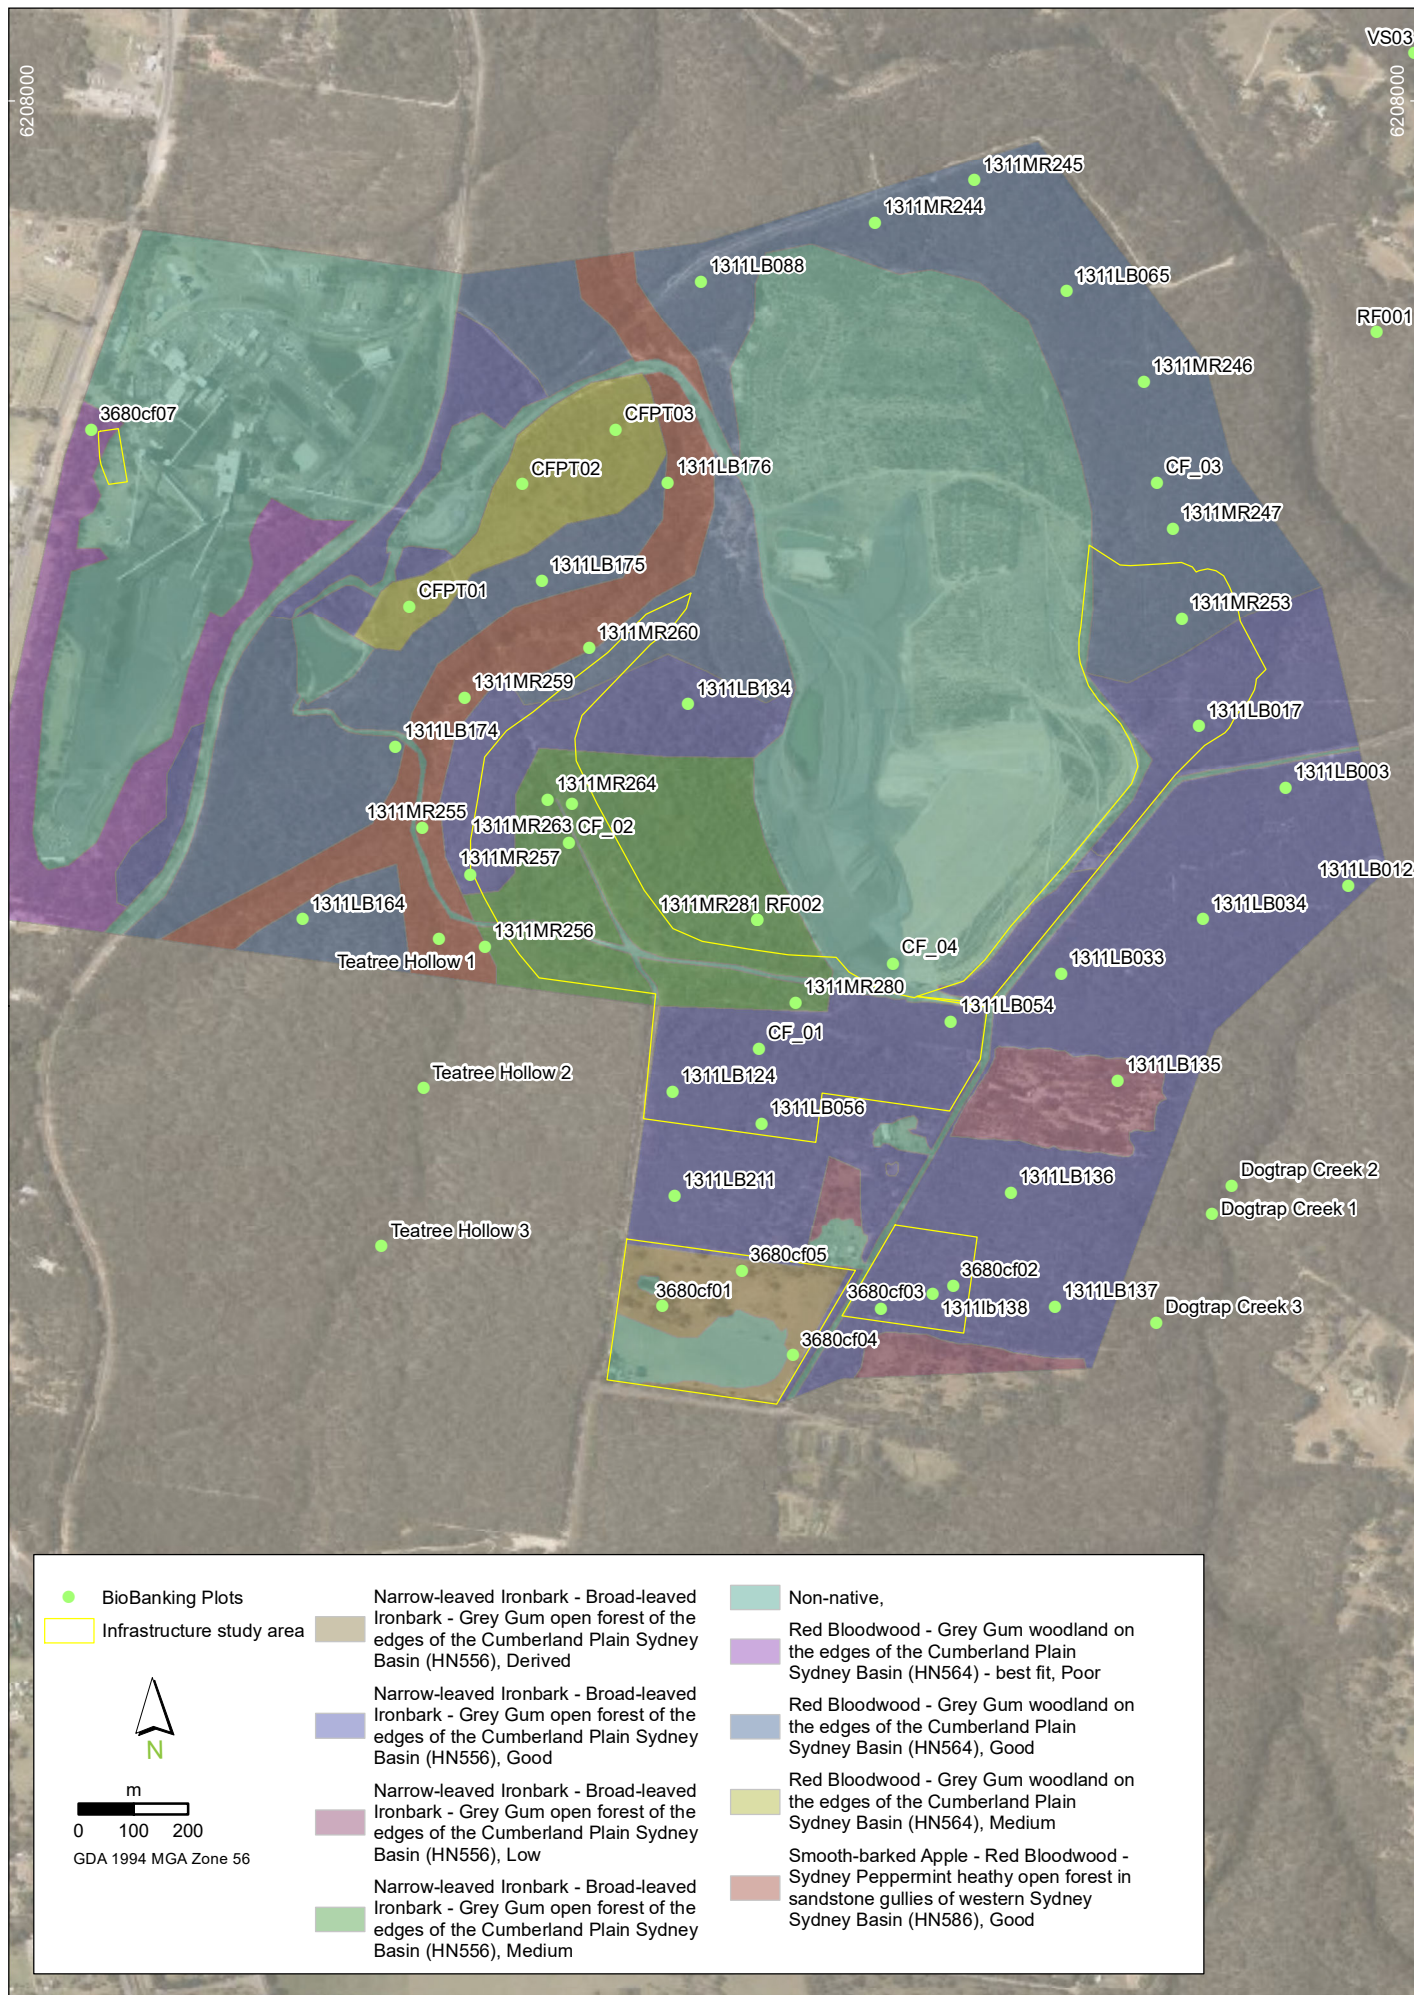 VS03
6208000
6208000
1311MR245
1311MR244
1311LB088
1311LB065
RF001
1311MR246
3680cf07
CFPT03
CFPT02
1311LB176
CF_03
1311MR247
1311LB175
CFPT01
1311MR253
1311MR260
1311MR259
1311LB134
1311LB017
1311LB174
1311LB003
1311MR264
1311MR255
1311MR263
CF_02
1311MR257
1311LB012
1311LB164
1311MR281
RF002
1311LB034
1311MR256
Teatree Hollow 1
CF_04
1311LB033
1311MR280
1311LB054
CF_01
Teatree Hollow 2
1311LB124
1311LB135
1311LB056
1311LB211
1311LB136
Dogtrap Creek 2
Dogtrap Creek 1
Teatree Hollow 3
3680cf05
3680cf02
3680cf01
3680cf03
1311lb138
1311LB137
Dogtrap Creek 3
3680cf04
BioBanking Plots
Infrastructure study area
N
m
0 100 200
GDA 1994 MGA Zone 56
Narrow-leaved Ironbark - Broad-leaved
Ironbark - Grey Gum open forest of the
edges of the Cumberland Plain Sydney
Basin (HN556), Derived
Narrow-leaved Ironbark - Broad-leaved
Ironbark - Grey Gum open forest of the
edges of the Cumberland Plain Sydney
Basin (HN556), Good
Narrow-leaved Ironbark - Broad-leaved
Ironbark - Grey Gum open forest of the
edges of the Cumberland Plain Sydney
Basin (HN556), Low
Narrow-leaved Ironbark - Broad-leaved
Ironbark - Grey Gum open forest of the
edges of the Cumberland Plain Sydney
Basin (HN556), Medium
Non-native,
Red Bloodwood - Grey Gum woodland on
the edges of the Cumberland Plain
Sydney Basin (HN564) - best fit, Poor
Red Bloodwood - Grey Gum woodland on
the edges of the Cumberland Plain
Sydney Basin (HN564), Good
Red Bloodwood - Grey Gum woodland on
the edges of the Cumberland Plain
Sydney Basin (HN564), Medium
Smooth-barked Apple - Red Bloodwood -
Sydney Peppermint heathy open forest in
sandstone gullies of western Sydney
Sydney Basin (HN586), Good